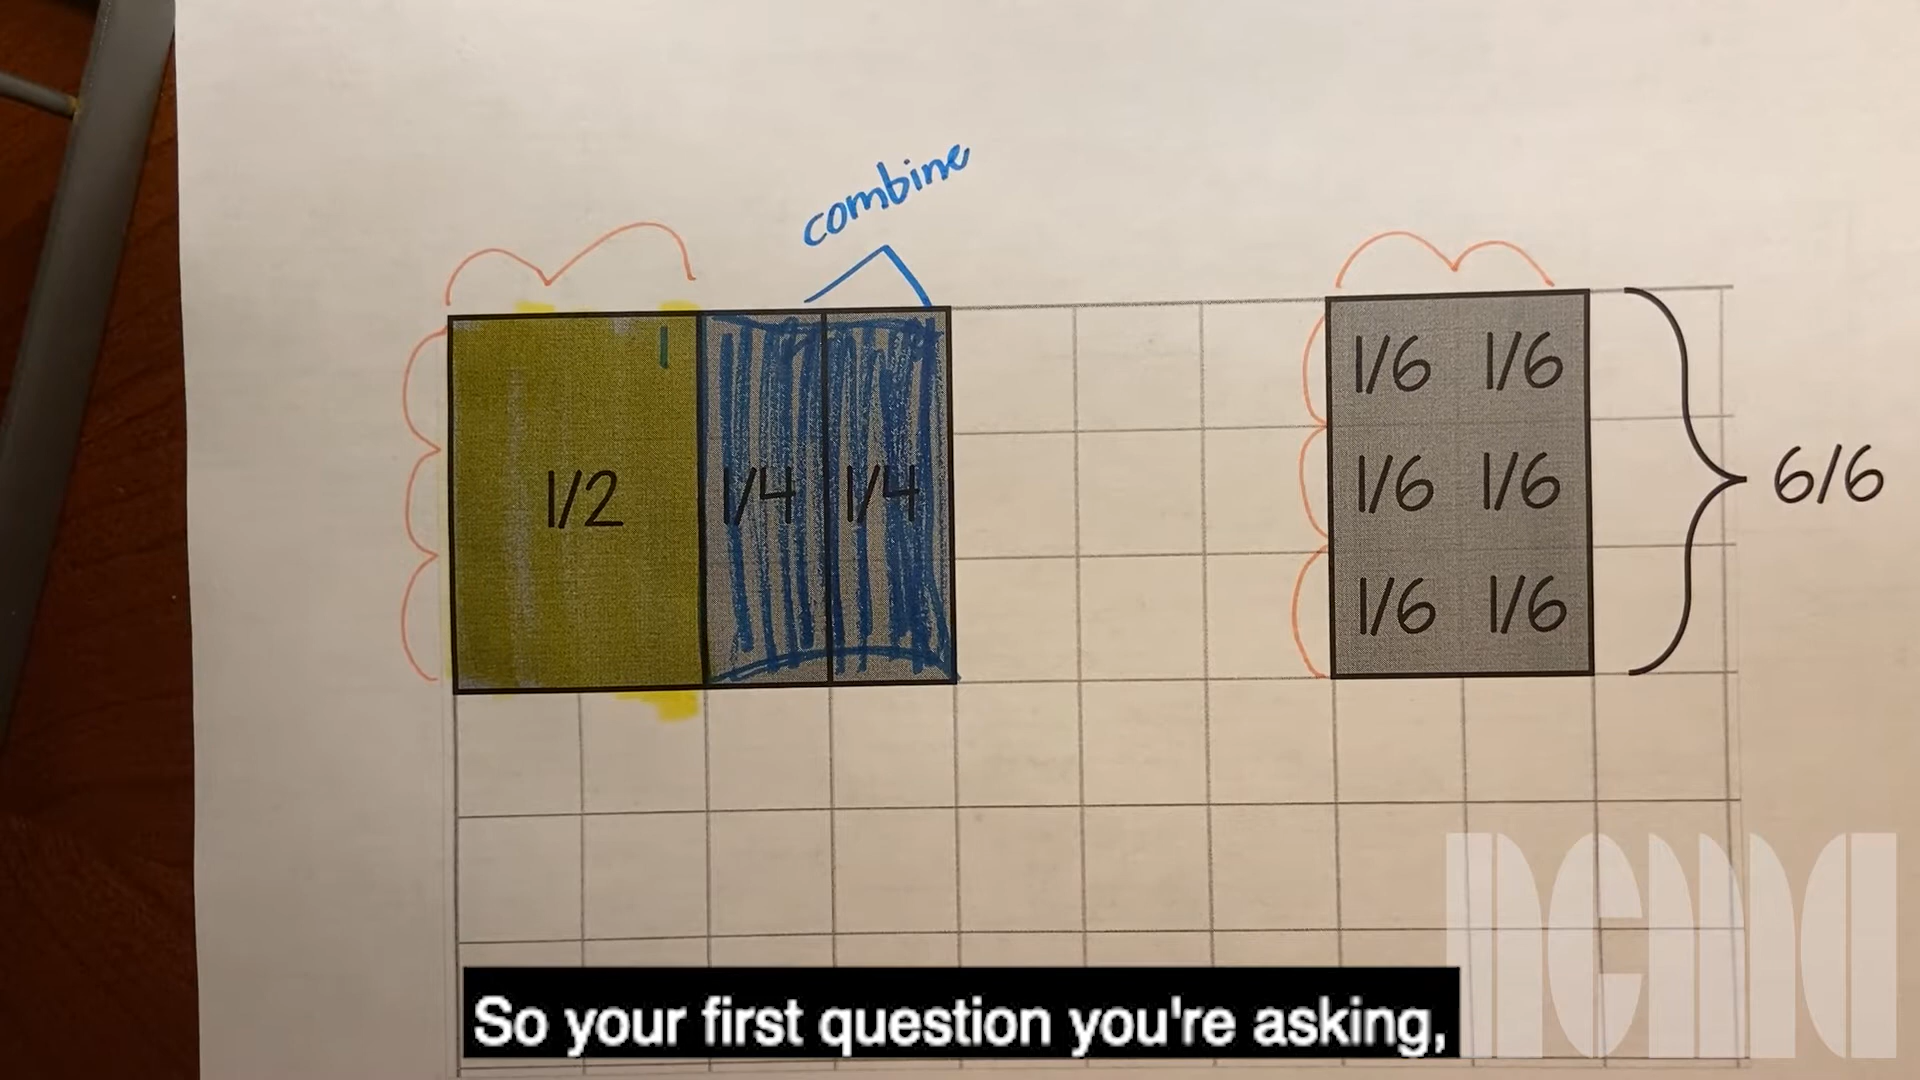 combine
1/2 1/4 1/4
1/6 1/6
1/6 1/6
1/6 1/6
6/6
So your first question you're asking,